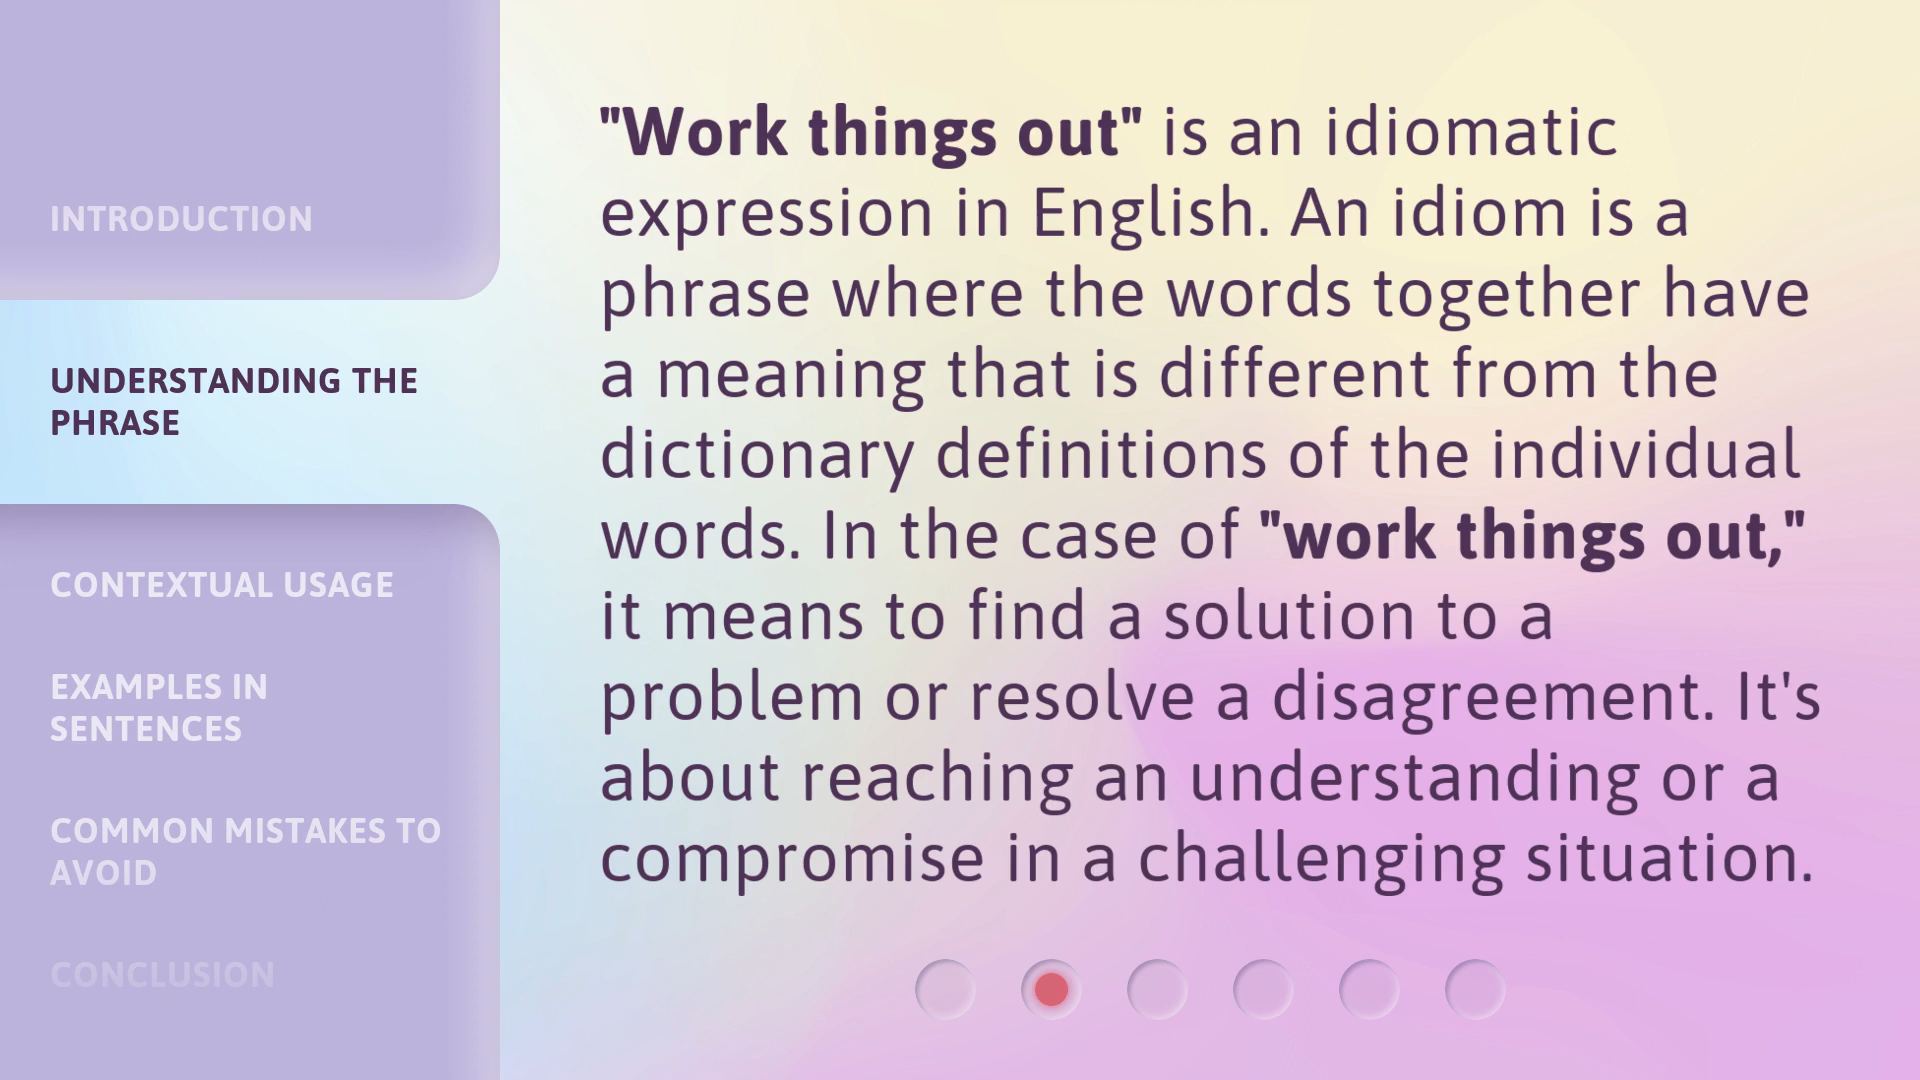 INTRODUCTION
UNDERSTANDING THE
PHRASE
CONTEXTUAL USAGE
EXAMPLES IN
SENTENCES
COMMON MISTAKES TO
AVOID
CONCLUSION
"Work things out" is an idiomatic
expression in English. An idiom is a
phrase where the words together have
a meaning that is different from the
dictionary definitions of the individual
words. In the case of "work things out,"
it means to find a solution to a
problem or resolve a disagreement. It's
about reaching an understanding or a
compromise in a challenging situation.